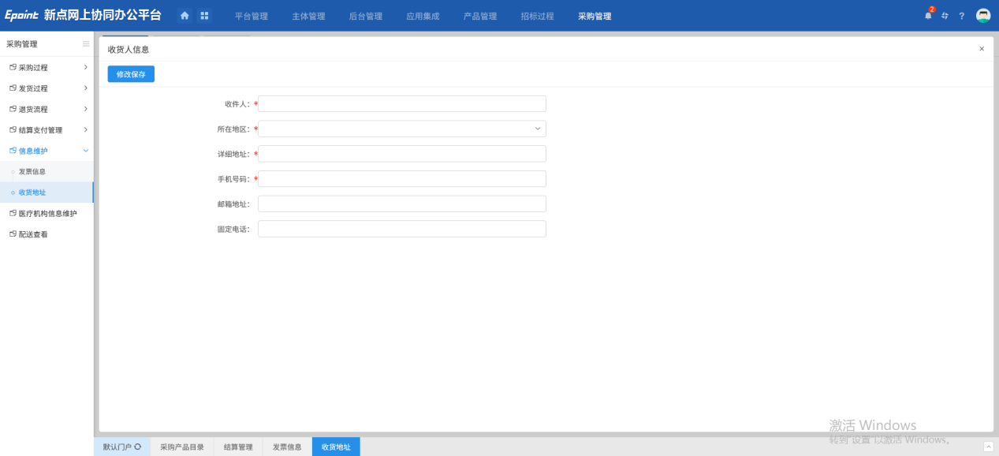 Epoint 新点网上协同办公平台 平台管理 主体管理 后台管理 应用集成 产品管理 招标过程 采购管理 2 ?
采购管理
采购过程
发货过程
退货流程
结算支付管理
信息维护
发票信息
收货地址
医疗机构信息维护
配送查看
收货人信息 ×
修改保存
收件人: *
所在地区: *
详细地址: *
手机号码: *
邮箱地址:
固定电话:
激活 Windows
转到"设置"以激活 Windows。
默认门户 采购产品目录 结算管理 发票信息 收货地址